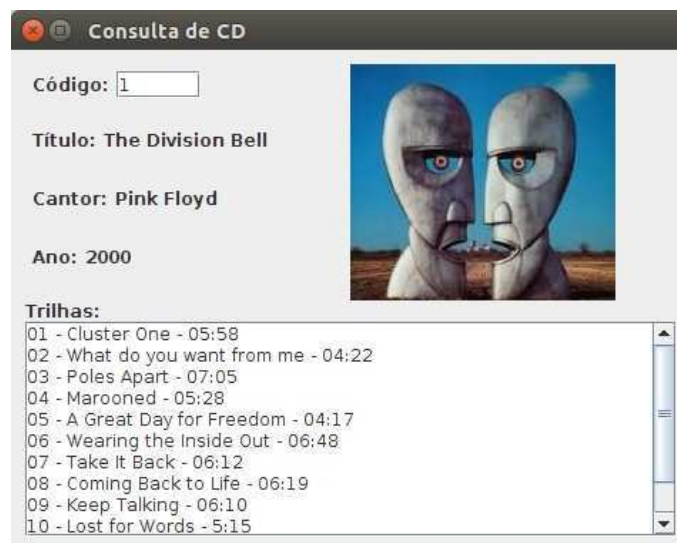 Consulta de CD
Código: 1
Título: The Division Bell
Cantor: Pink Floyd
Ano: 2000
Trilhas:
01 - Cluster One - 05:58
02 - What do you want from me - 04:22
03 - Poles Apart - 07:05
04 - Marooned - 05:28
05 - A Great Day for Freedom - 04:17
06 - Wearing the Inside Out - 06:48
07 - Take It Back - 06:12
08 - Coming Back to Life - 06:19
09 - Keep Talking - 06:10
10 - Lost for Words - 5:15